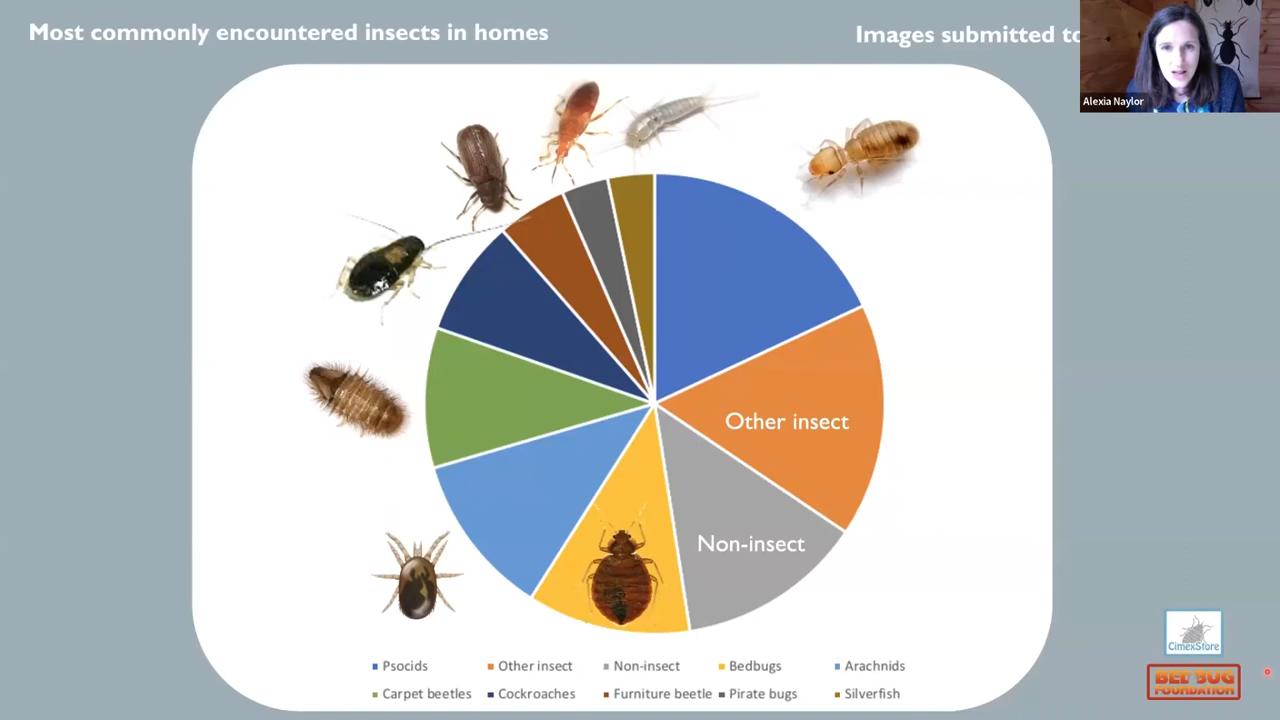 Most commonly encountered insects in homes
Images submitted to
Alexia Naylor
Other insect
Non-insect
Psocids
Other insect
Non-insect
Bedbugs
Arachnids
Carpet beetles
Cockroaches
Furniture beetle
Pirate bugs
Silverfish
CimexStore
BED BUG
FOUNDATION